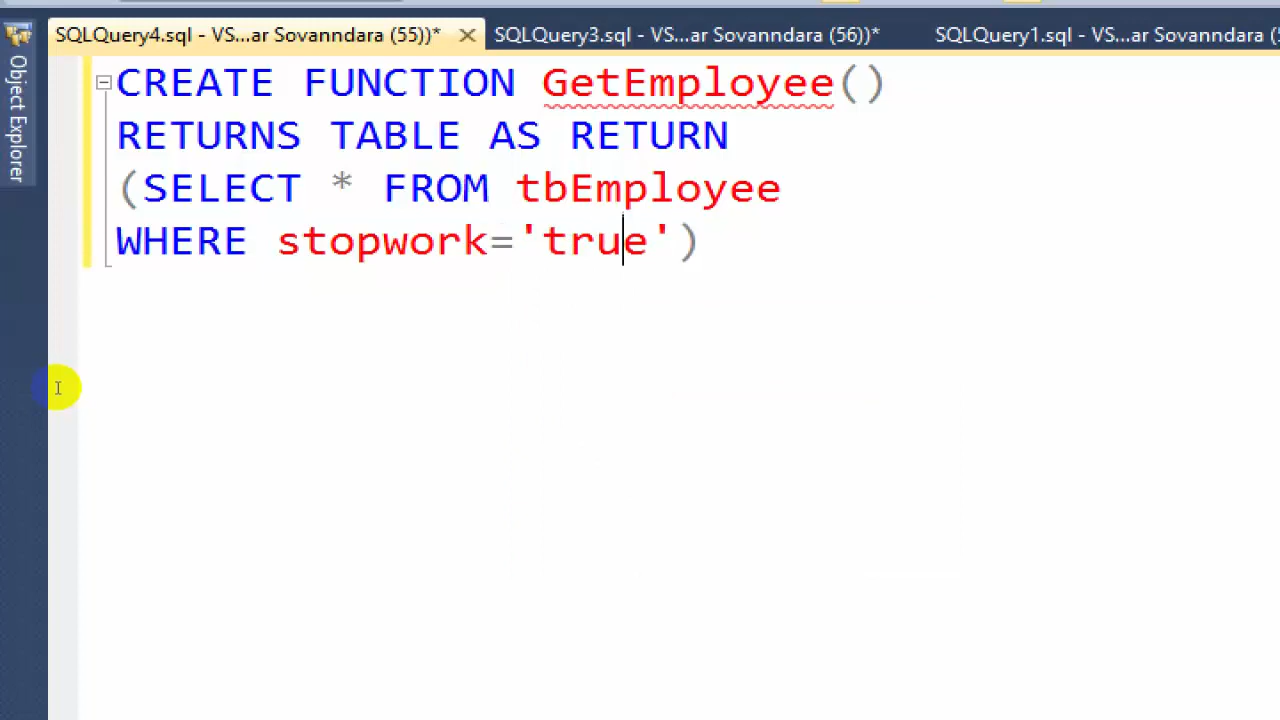 SQLQuery4.sql - VS...ar Sovanndara (55))* SQLQuery3.sql - VS...ar Sovanndara (56))* SQLQuery1.sql - VS...ar Sovanndara (5
Object Explorer
CREATE FUNCTION GetEmployee()
RETURNS TABLE AS RETURN
(SELECT * FROM tbEmployee
WHERE stopwork='true')